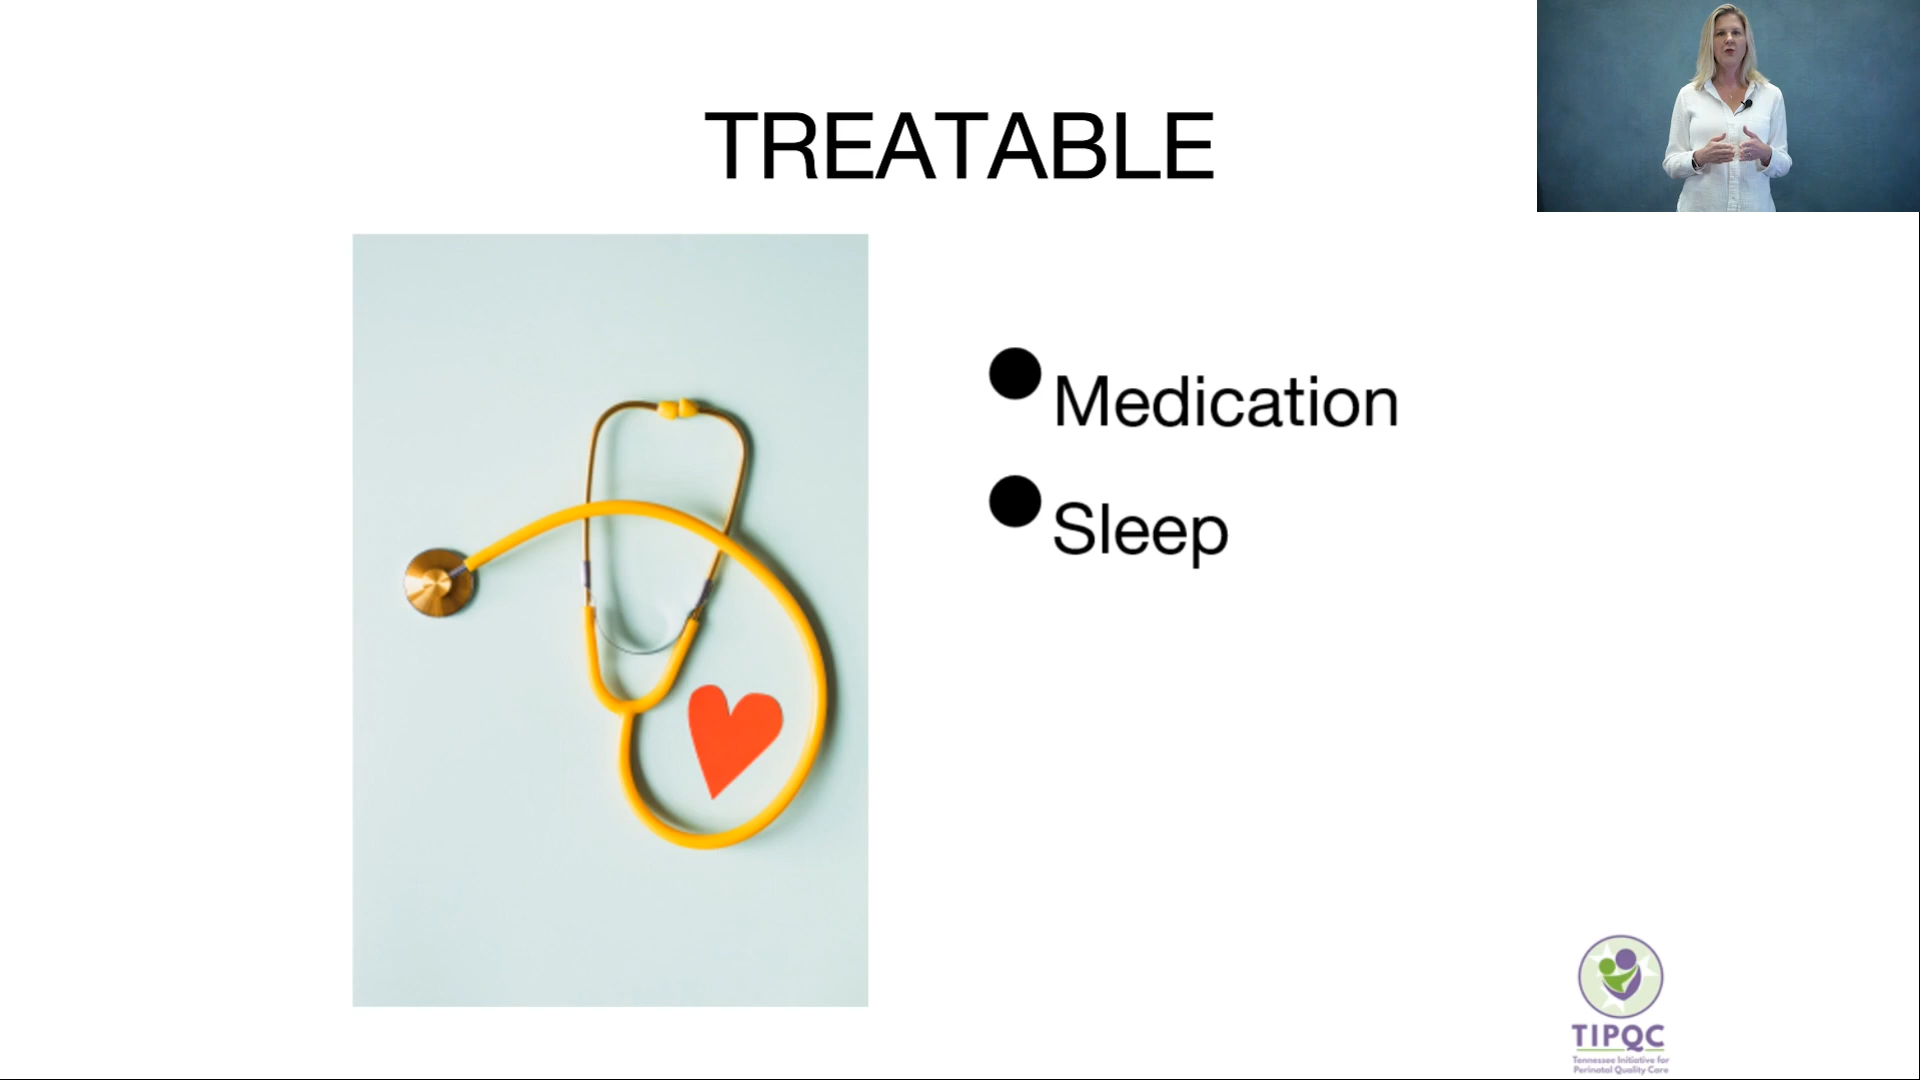 TREATABLE
Medication
Sleep
TIPQC
Tennessee Initiative for
Perinatal Quality Care